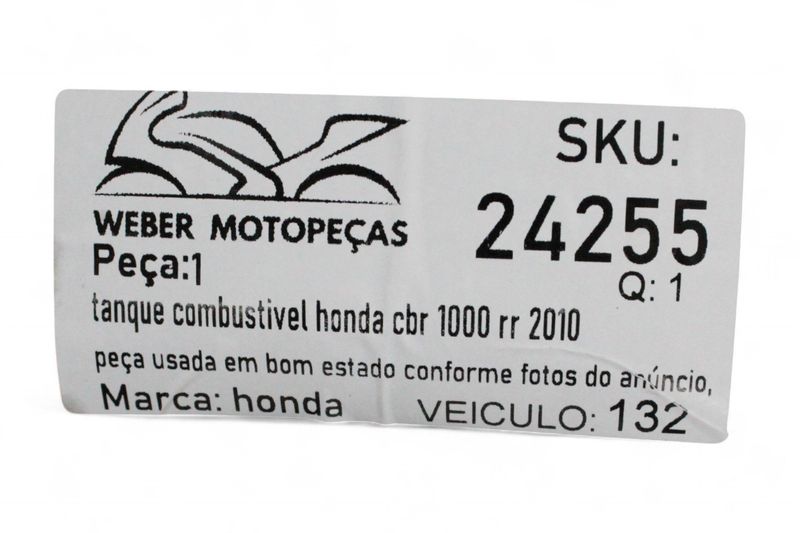 WEBER MOTOPEÇAS
SKU:
24255
Peça:1
Q: 1
tanque combustivel honda cbr 1000 rr 2010
peça usada em bom estado conforme fotos do anúncio,
Marca: honda
VEICULO: 132